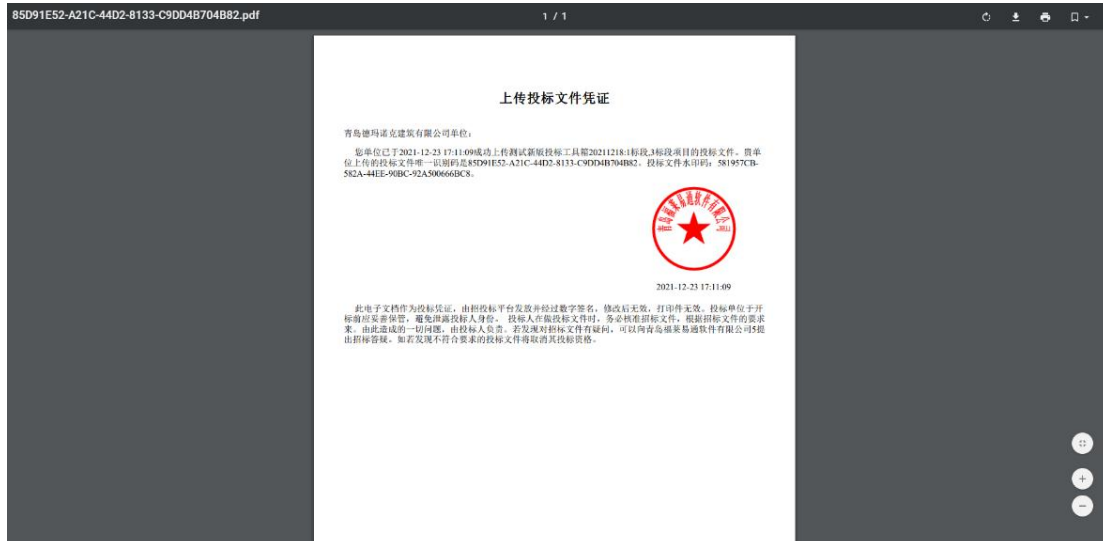 85D91E52-A21C-44D2-8133-C9DD4B704B82.pdf
1 / 1
上传投标文件凭证
青岛德玛诺克建筑有限公司单位：
您单位已于2021-12-23 17:11:09成功上传测试新版投标工具箱20211218:1标段,3标段项目的投标文件。贵单
位上传的投标文件唯一识别码是85D91E52-A21C-44D2-8133-C9DD4B704B82。投标文件水印码：581957CB-
582A-44EE-90BC-92A500666BC8。
青岛福莱易通软件有限公司
2021-12-23 17:11:09
此电子文档作为投标凭证，由招投标平台发放并经过数字签名，修改后无效，打印件无效。投标单位于开
标前应妥善保管，避免泄露投标人身份。 投标人在做投标文件时，务必核准招标文件，根据招标文件的要求
来。由此造成的一切问题，由投标人负责。若发现对招标文件有疑问，可以向青岛福莱易通软件有限公司5提
出招标答疑。如若发现不符合要求的投标文件将取消其投标资格。